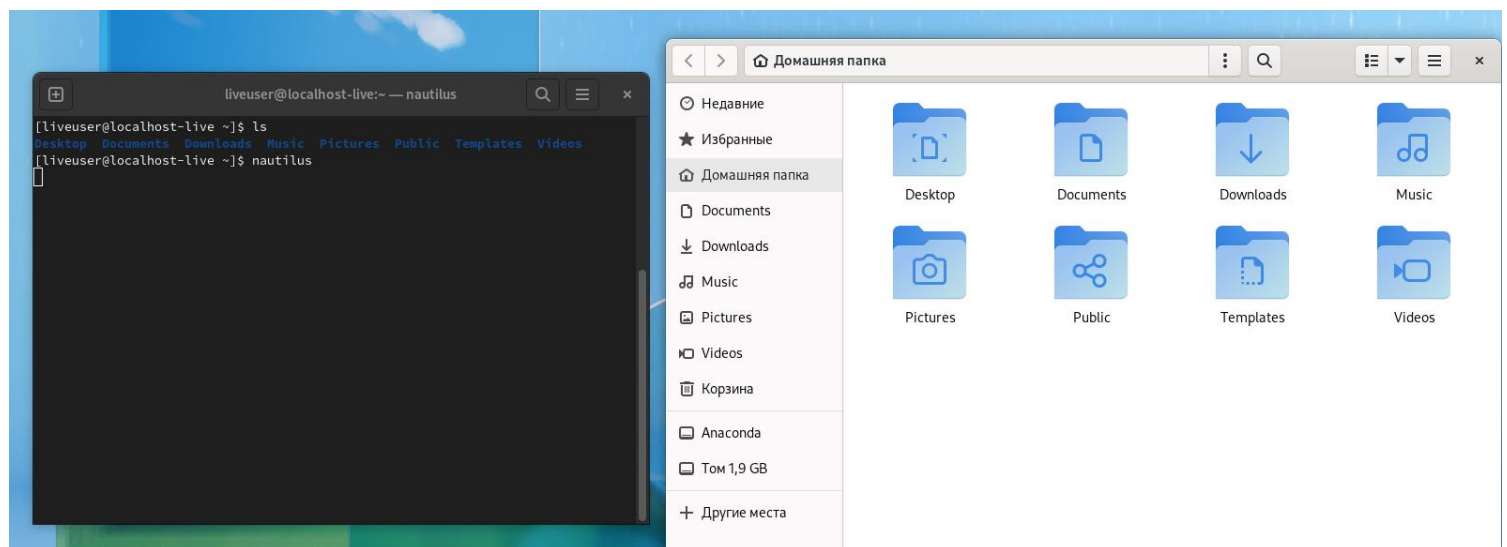 liveuser@localhost-live:~ — nautilus
[liveuser@localhost-live ~]$ ls
Desktop Documents Downloads Music Pictures Public Templates Videos
[liveuser@localhost-live ~]$ nautilus
Домашняя папка
Недавние
Избранные
Домашняя папка
Documents
Downloads
Music
Pictures
Videos
Корзина
Anaconda
Том 1,9 GB
Другие места
Desktop Documents Downloads Music
Pictures Public Templates Videos